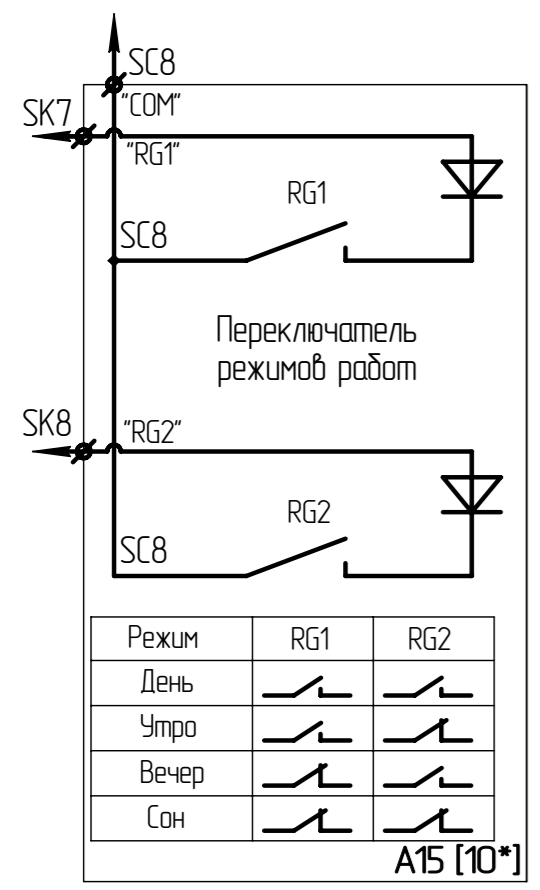 SC8
"COM"
SK7
"RG1"
RG1
SC8
Переключатель
режимов работ
SK8
"RG2"
RG2
SC8
Режим RG1 RG2
День
Утро
Вечер
Сон
A15 [10*]